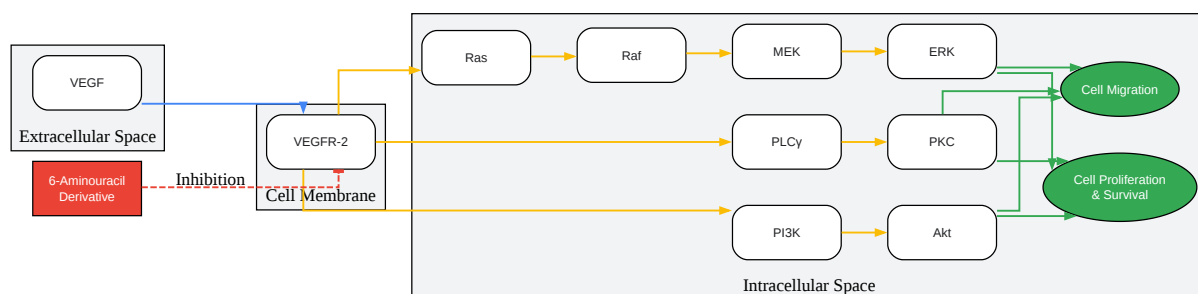 VEGF
Extracellular Space
6-Aminouracil
Derivative
Inhibition
VEGFR-2
Cell Membrane
Ras
Raf
MEK
ERK
PLCγ
PKC
PI3K
Akt
Cell Migration
Cell Proliferation
& Survival
Intracellular Space